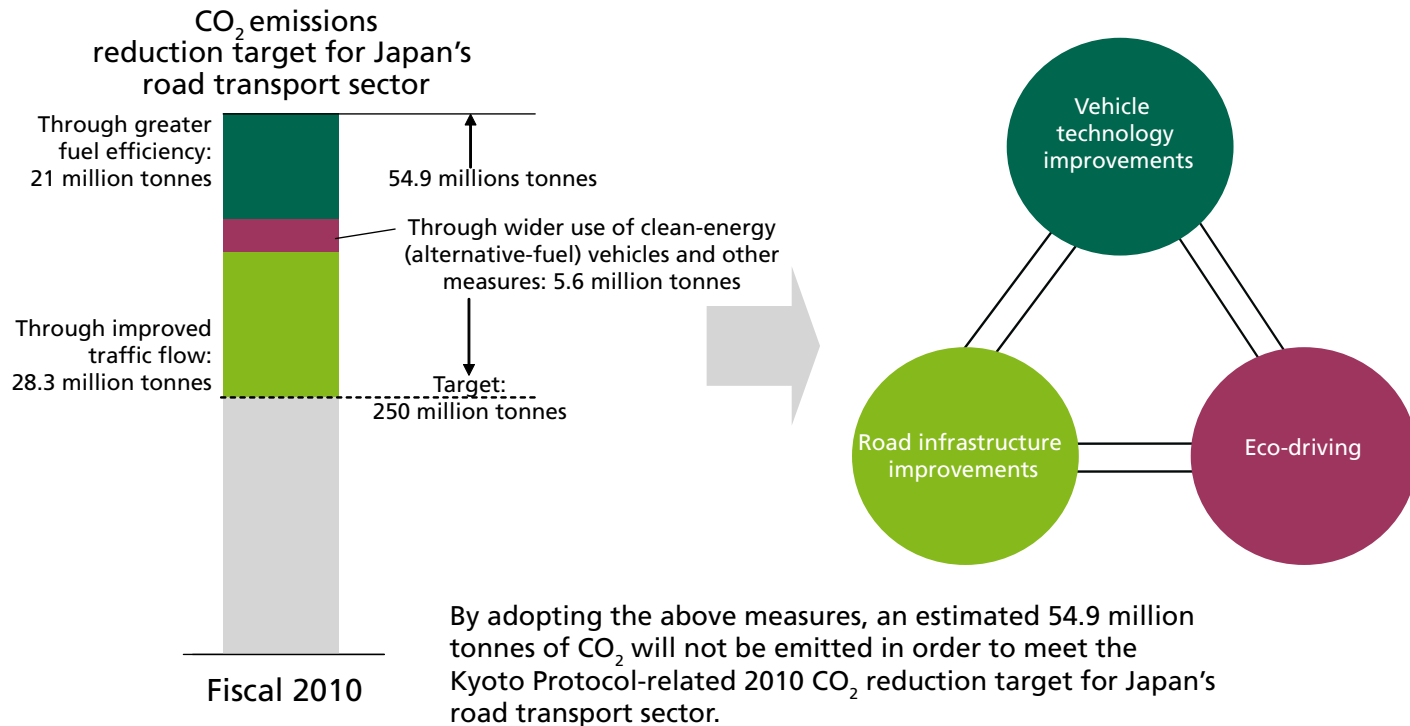 CO₂ emissions
reduction target for Japan's
road transport sector
Through greater
fuel efficiency:
21 million tonnes
54.9 millions tonnes
Through wider use of clean-energy
(alternative-fuel) vehicles and other
measures: 5.6 million tonnes
Through improved
traffic flow:
28.3 million tonnes
Target:
250 million tonnes
Fiscal 2010
Vehicle
technology
improvements
Road infrastructure
improvements
Eco-driving
By adopting the above measures, an estimated 54.9 million
tonnes of CO₂ will not be emitted in order to meet the
Kyoto Protocol-related 2010 CO₂ reduction target for Japan's
road transport sector.